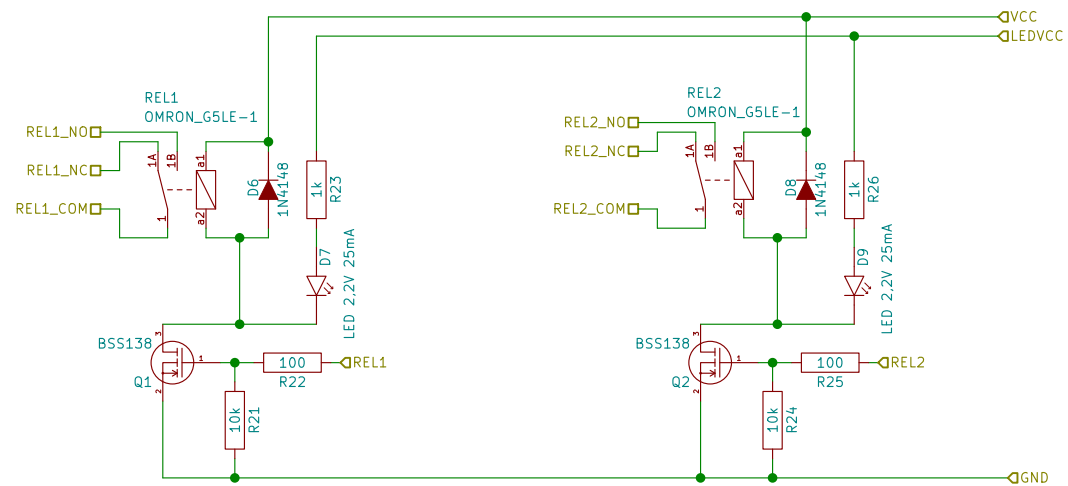 VCC
LEDVCC
REL1
OMRON_G5LE-1
REL1_NO
REL1_NC
REL1_COM
1A
1B
1
a1
a2
D6
1N4148
1k
R23
D7
LED 2,2V 25mA
BSS138
Q1
3
1
2
100
R22
REL1
10k
R21
REL2
OMRON_G5LE-1
REL2_NO
REL2_NC
REL2_COM
1A
1B
1
a1
a2
D8
1N4148
1k
R26
D9
LED 2,2V 25mA
BSS138
Q2
3
1
2
100
R25
REL2
10k
R24
GND